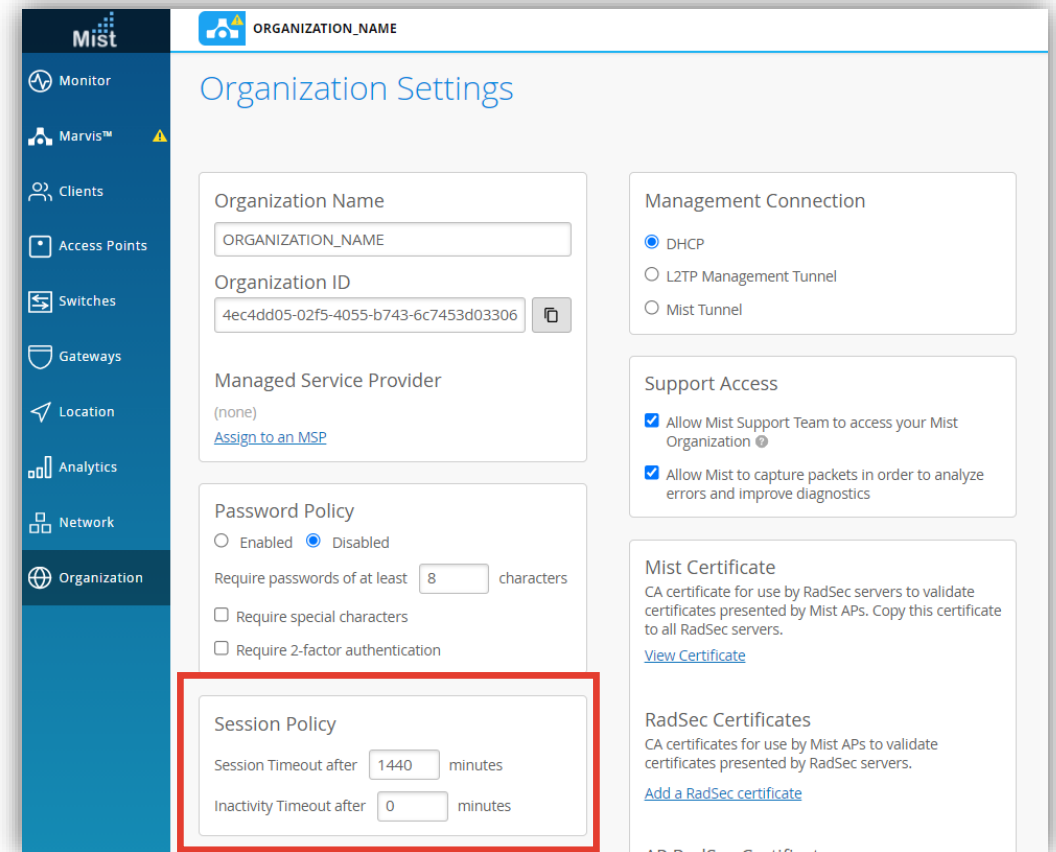 Mist
ORGANIZATION_NAME
Monitor
Marvis™
Clients
Access Points
Switches
Gateways
Location
Analytics
Network
Organization
Organization Settings
Organization Name
ORGANIZATION_NAME
Organization ID
4ec4dd05-02f5-4055-b743-6c7453d03306
Managed Service Provider
(none)
Assign to an MSP
Password Policy
Enabled Disabled
Require passwords of at least 8 characters
Require special characters
Require 2-factor authentication
Session Policy
Session Timeout after 1440 minutes
Inactivity Timeout after 0 minutes
Management Connection
DHCP
L2TP Management Tunnel
Mist Tunnel
Support Access
Allow Mist Support Team to access your Mist
Organization
Allow Mist to capture packets in order to analyze
errors and improve diagnostics
Mist Certificate
CA certificate for use by RadSec servers to validate
certificates presented by Mist APs. Copy this certificate
to all RadSec servers.
View Certificate
RadSec Certificates
CA certificates for use by Mist APs to validate
certificates presented by RadSec servers.
Add a RadSec certificate